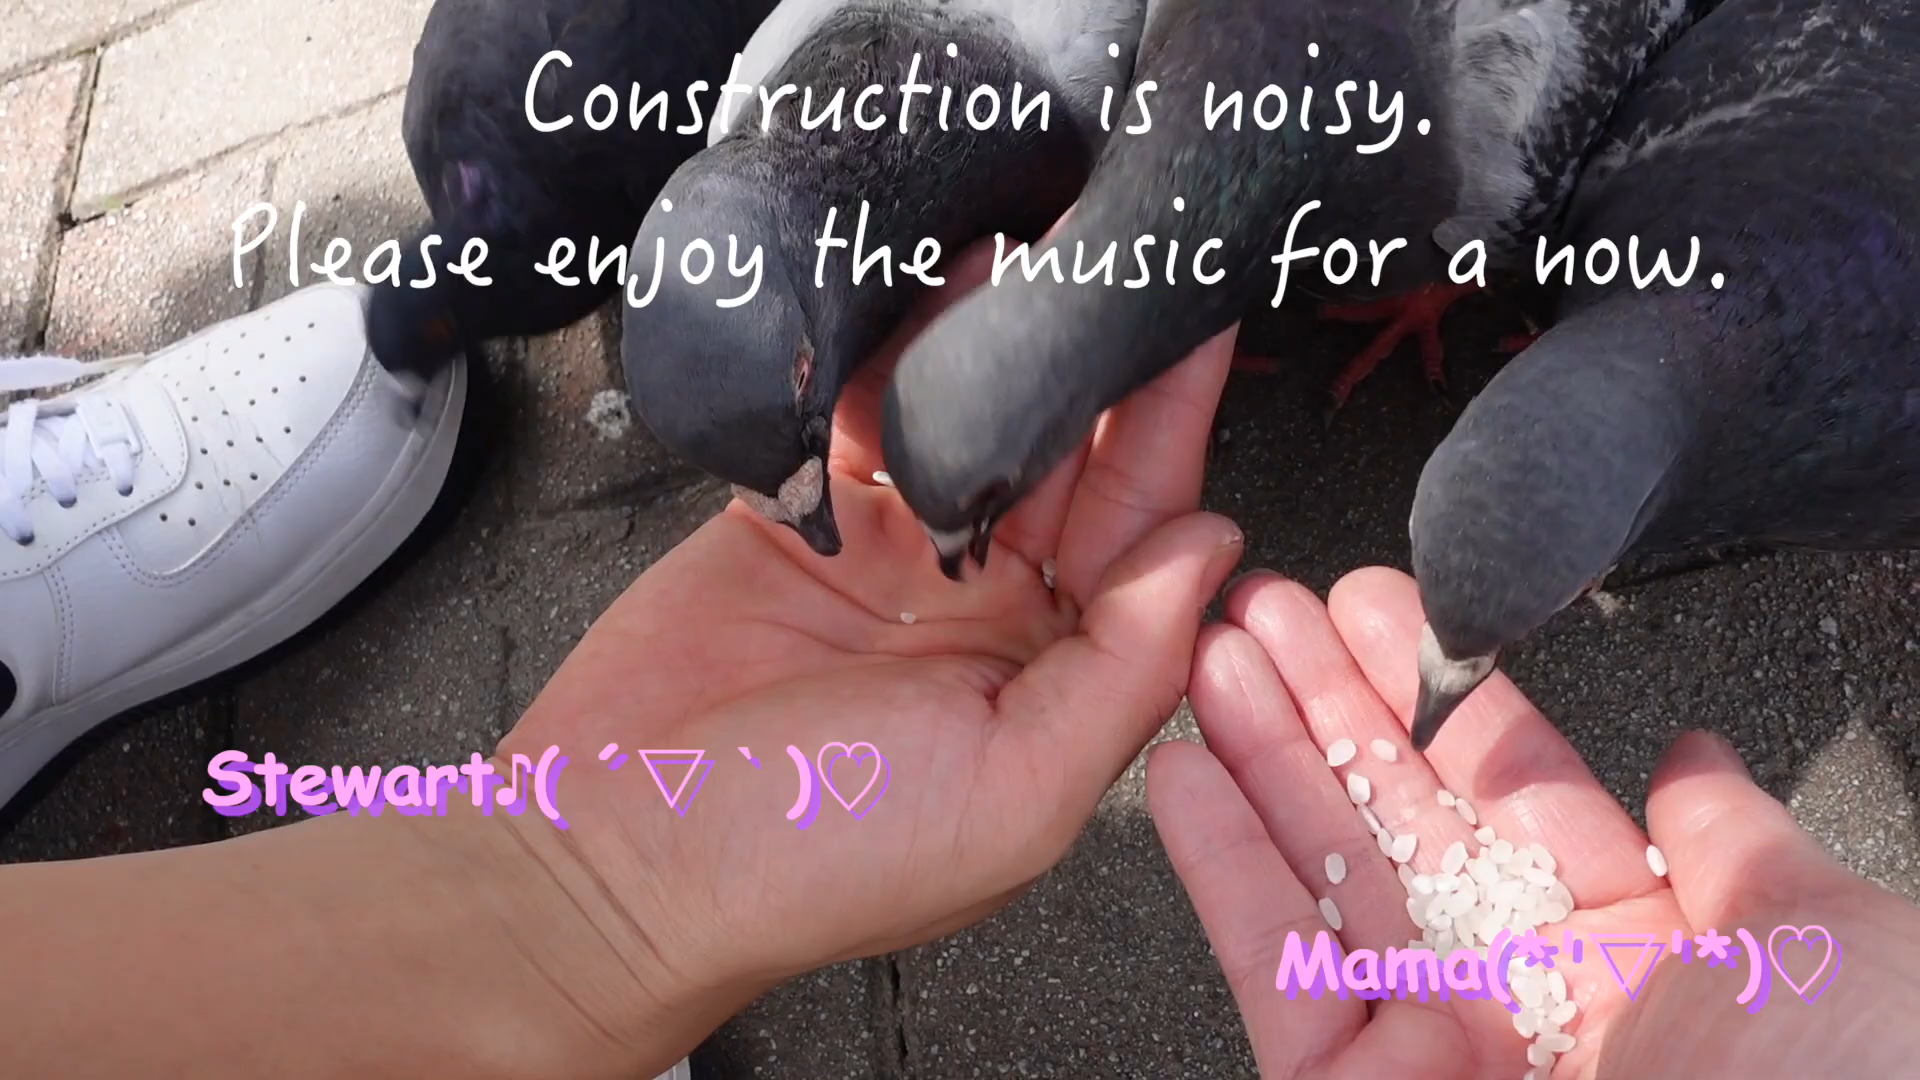 Construction is noisy.
Please enjoy the music for a now.
Stewart♪( ´▽｀)♡
Mama(*'▽'*)♡